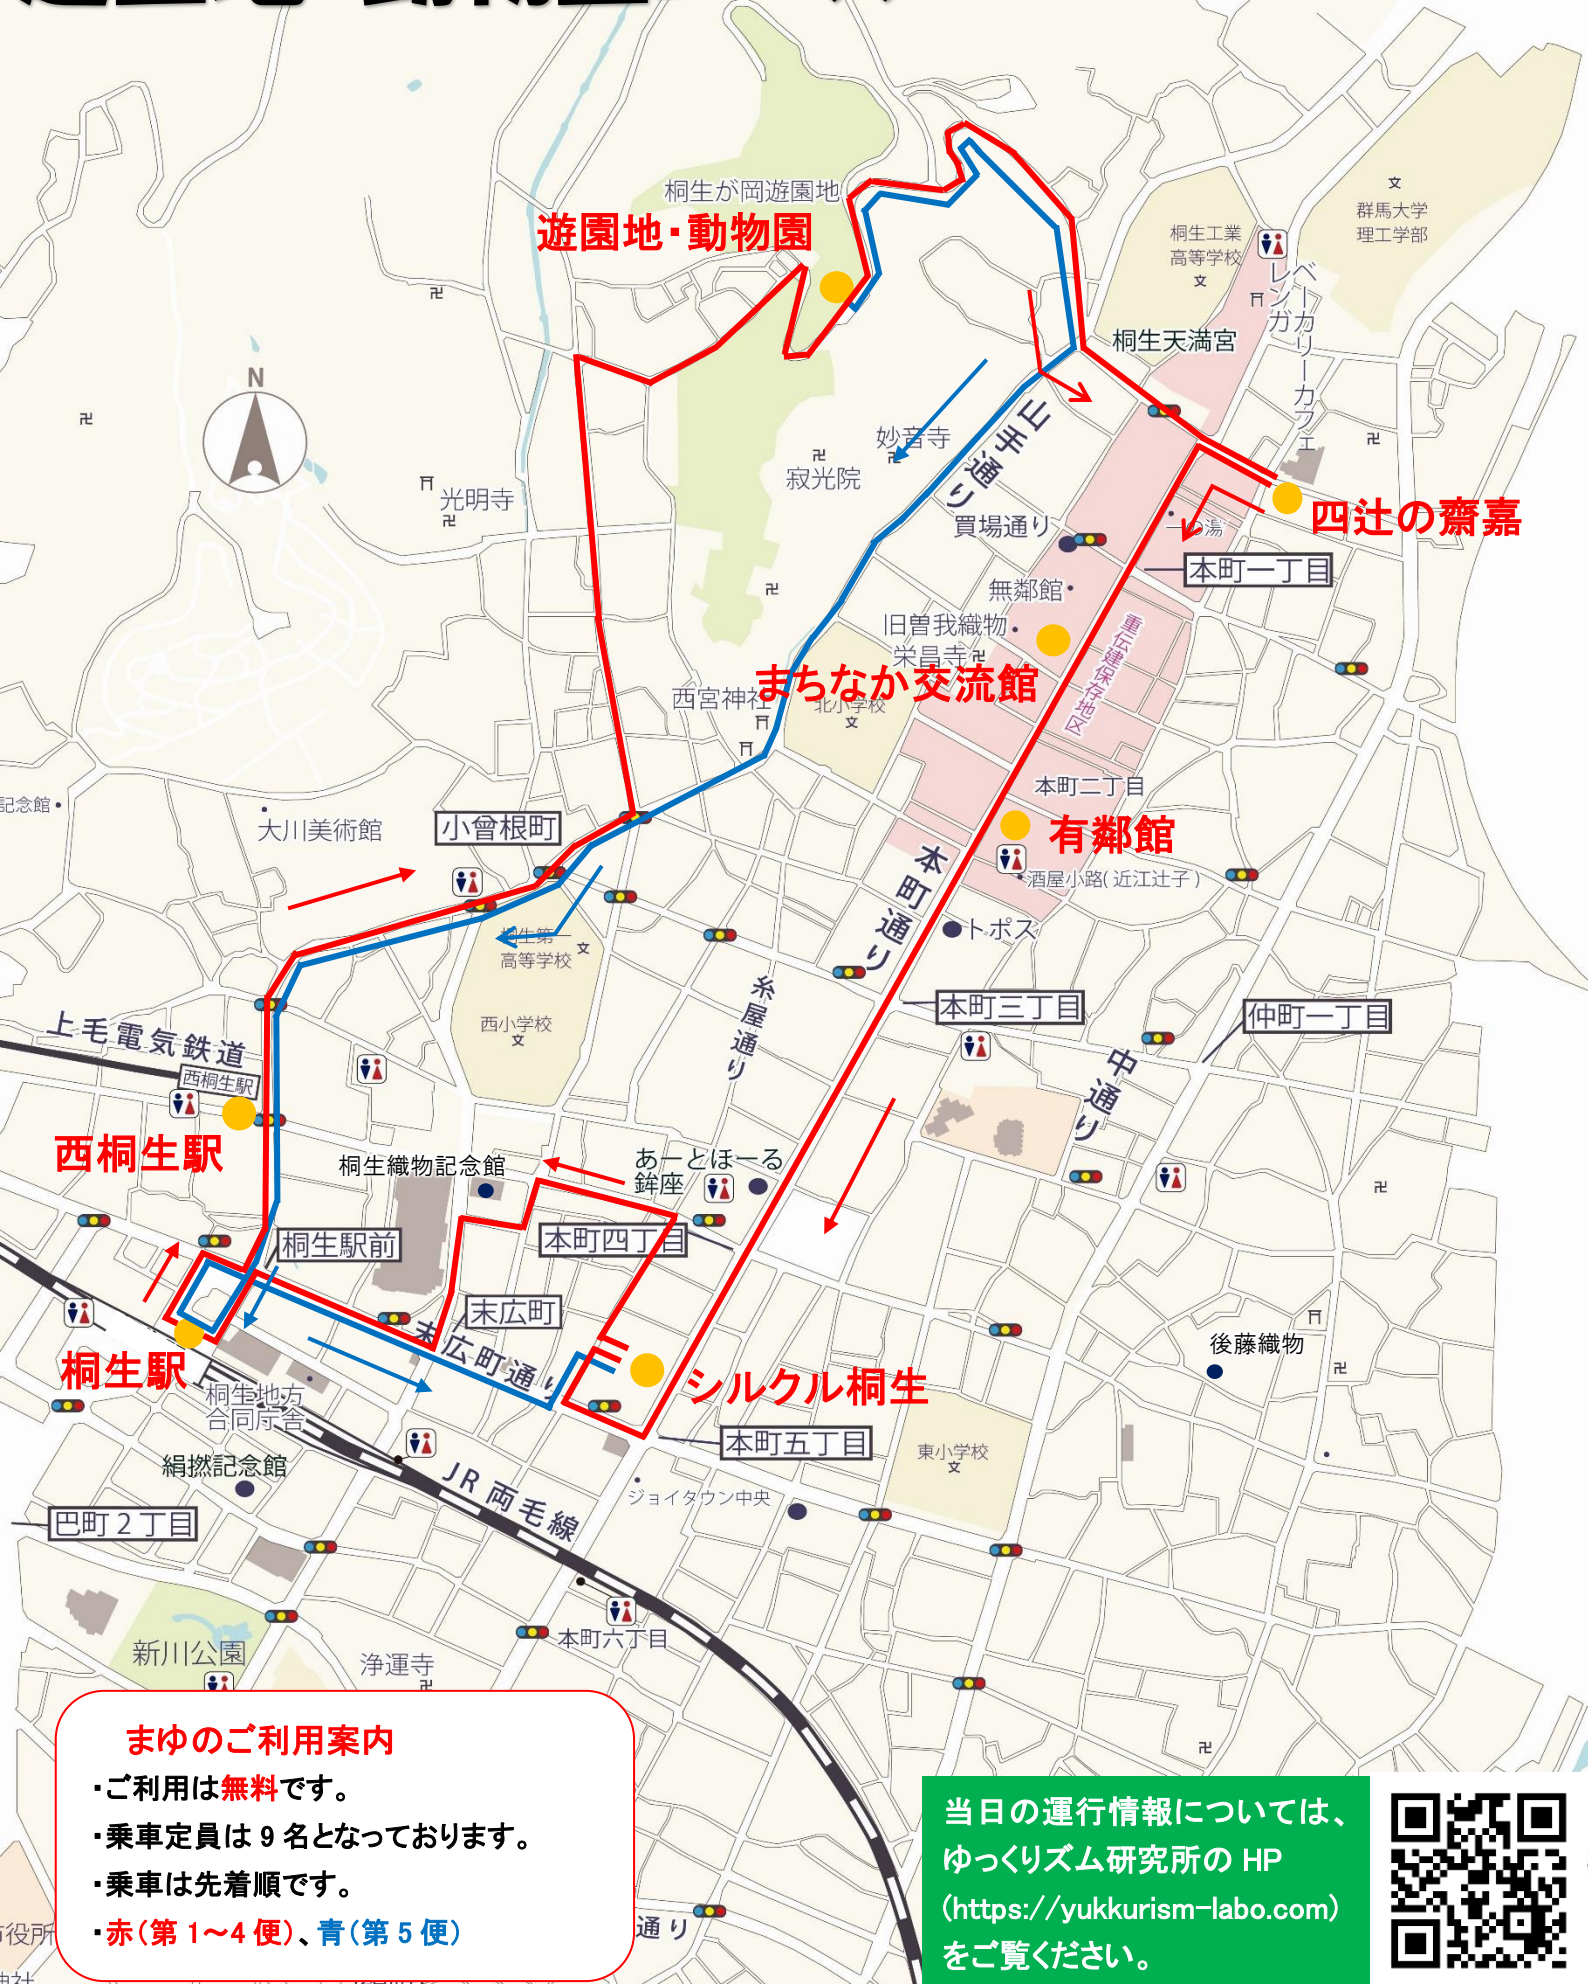 桐生が岡遊園地
遊園地・動物園
群馬大学
理工学部
桐生工業
高等学校
ベーカリーカフェ
レンガ
桐生天満宮
N
山手通り
妙音寺
寂光院
光明寺
買場通り
一の湯
四辻の齋嘉
本町一丁目
無鄰館
旧曽我織物
栄昌寺
重伝建保存地区
まちなか交流館
西宮神社
北小学校
本町二丁目
記念館
大川美術館
小曾根町
有鄰館
本町通り
酒屋小路(近江辻子)
トポス
桐生第一
高等学校
糸屋通り
本町三丁目
仲町一丁目
西小学校
上毛電気鉄道
西桐生駅
中通り
西桐生駅
桐生織物記念館
あーとほーる
鉾座
桐生駅前
本町四丁目
末広町
末広町通り
後藤織物
桐生駅
シルクル桐生
桐生地方
合同庁舎
本町五丁目
東小学校
絹撚記念館
JR両毛線
ジョイタウン中央
巴町2丁目
本町六丁目
新川公園
浄運寺
まゆのご利用案内
・ご利用は無料です。
・乗車定員は9名となっております。
・乗車は先着順です。
・赤(第1～4便)、青(第5便)
市役所
通り
当日の運行情報については、
ゆっくりズム研究所のHP
(https://yukkurism-labo.com)
をご覧ください。